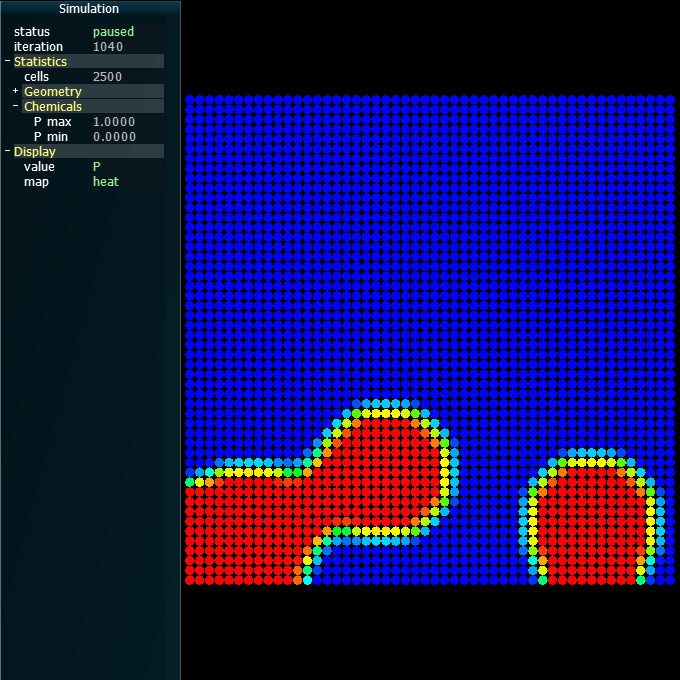 Simulation
status paused
iteration 1040
- Statistics
cells 2500
+ Geometry
- Chemicals
P max 1.0000
P min 0.0000
- Display
value P
map heat